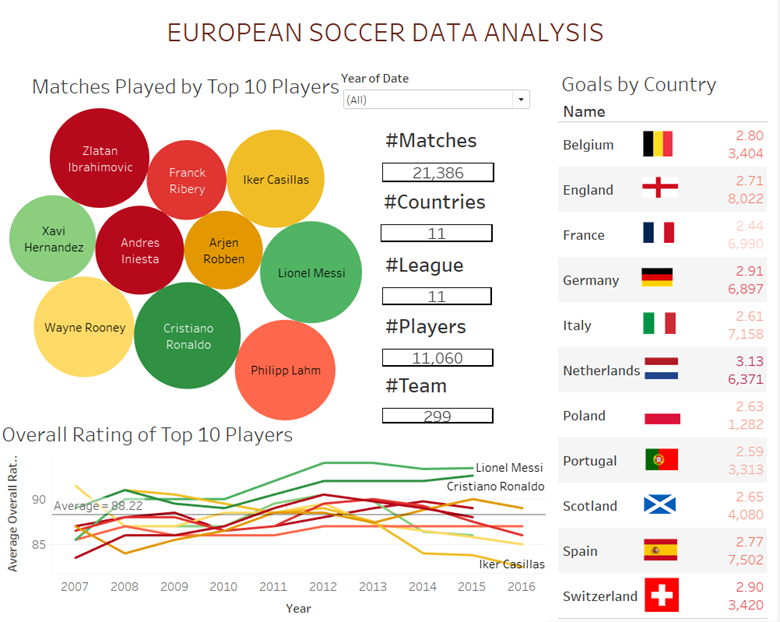 EUROPEAN SOCCER DATA ANALYSIS
Matches Played by Top 10 Players
Year of Date
(All)
Zlatan
Ibrahimovic
Franck
Ribery
Iker Casillas
Xavi
Hernandez
Andres
Iniesta
Arjen
Robben
Lionel Messi
Wayne Rooney
Cristiano
Ronaldo
Philipp Lahm
#Matches
21,386
#Countries
11
#League
11
#Players
11,060
#Team
299
Goals by Country
Name
Belgium
2.80
3,404
England
2.71
8,022
France
2.44
6,990
Germany
2.91
6,897
Italy
2.61
7,158
Netherlands
3.13
6,371
Poland
2.63
1,282
Portugal
2.59
3,313
Scotland
2.65
4,080
Spain
2.77
7,502
Switzerland
2.90
3,420
Overall Rating of Top 10 Players
Average Overall Rat..
90
85
Average = 88.22
Lionel Messi
Cristiano Ronaldo
Iker Casillas
2007 2008 2009 2010 2011 2012 2013 2014 2015 2016
Year